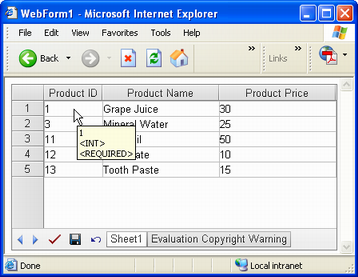 WebForm1 - Microsoft Internet Explorer
File Edit View Favorites Tools Help
Back » Links »
Product ID Product Name Product Price
1 1 Grape Juice 30
2 3 Mineral Water 25
3 11 il 50
4 12 ate 10
5 13 Tooth Paste 15
1
<INT>
<REQUIRED>
Sheet1 Evaluation Copyright Warning
Done Local intranet